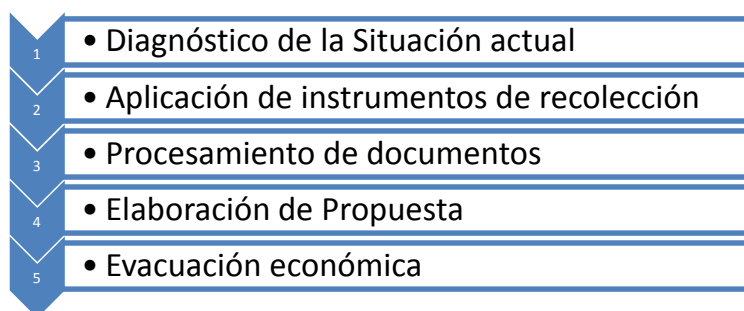 1 • Diagnóstico de la Situación actual
2 • Aplicación de instrumentos de recolección
3 • Procesamiento de documentos
4 • Elaboración de Propuesta
5 • Evacuación económica